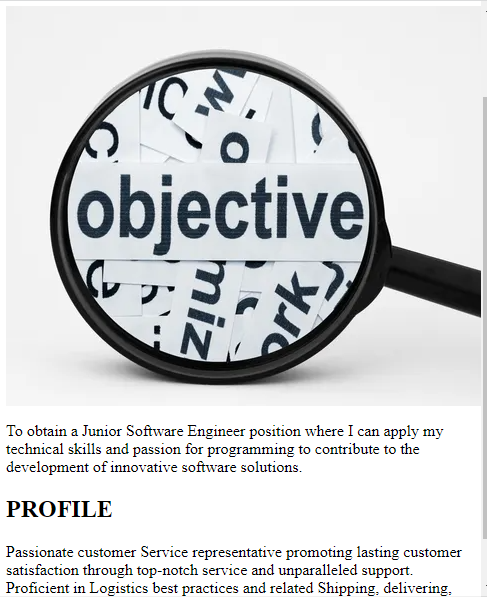 objective
To obtain a Junior Software Engineer position where I can apply my
technical skills and passion for programming to contribute to the
development of innovative software solutions.
PROFILE
Passionate customer Service representative promoting lasting customer
satisfaction through top-notch service and unparalleled support.
Proficient in Logistics best practices and related Shipping, delivering,